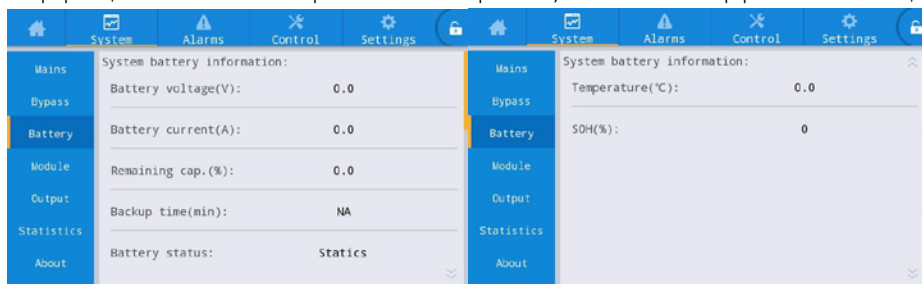 System Alarms Control Settings
Mains
Bypass
Battery
Module
Output
Statistics
About
System battery information:
Battery voltage(V): 0.0
Battery current(A): 0.0
Remaining cap.(%): 0.0
Backup time(min): NA
Battery status: Statics
System Alarms Control Settings
Mains
Bypass
Battery
Module
Output
Statistics
About
System battery information:
Temperature(℃): 0.0
SOH(%): 0